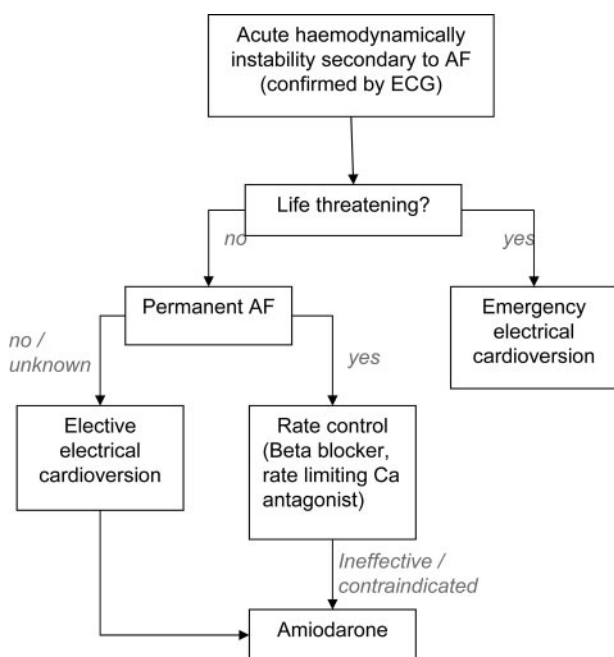 Acute haemodynamically
instability secondary to AF
(confirmed by ECG)
Life threatening?
no
yes
Permanent AF
Emergency
electrical
cardioversion
no /
unknown
yes
Elective
electrical
cardioversion
Rate control
(Beta blocker,
rate limiting Ca
antagonist)
Ineffective /
contraindicated
Amiodarone